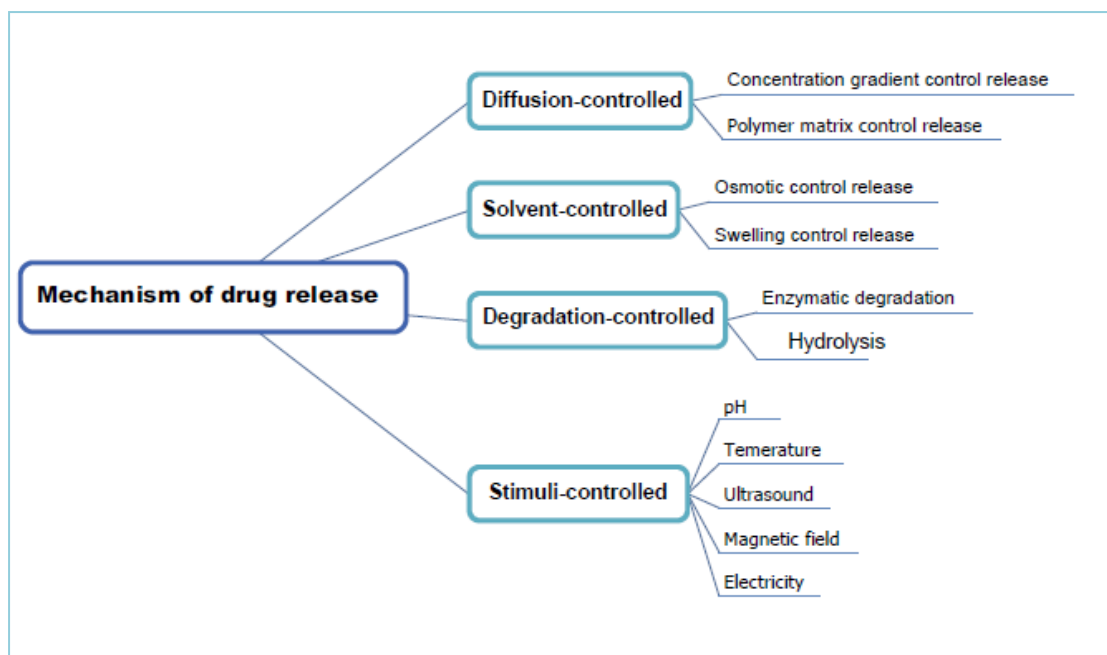 Mechanism of drug release
Diffusion-controlled
Concentration gradient control release
Polymer matrix control release
Solvent-controlled
Osmotic control release
Swelling control release
Degradation-controlled
Enzymatic degradation
Hydrolysis
Stimuli-controlled
pH
Temerature
Ultrasound
Magnetic field
Electricity